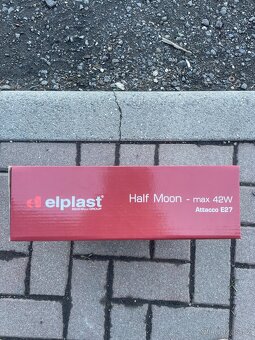 elplast
Half Moon - max 42W
Attacco E27